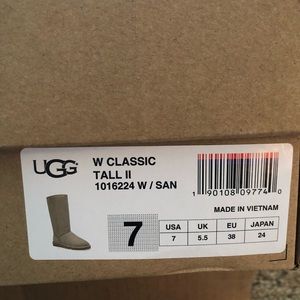 UGG
W CLASSIC
TALL II
1016224 W / SAN
1 90108 09774 0
MADE IN VIETNAM
7
USA UK EU JAPAN
7 5.5 38 24